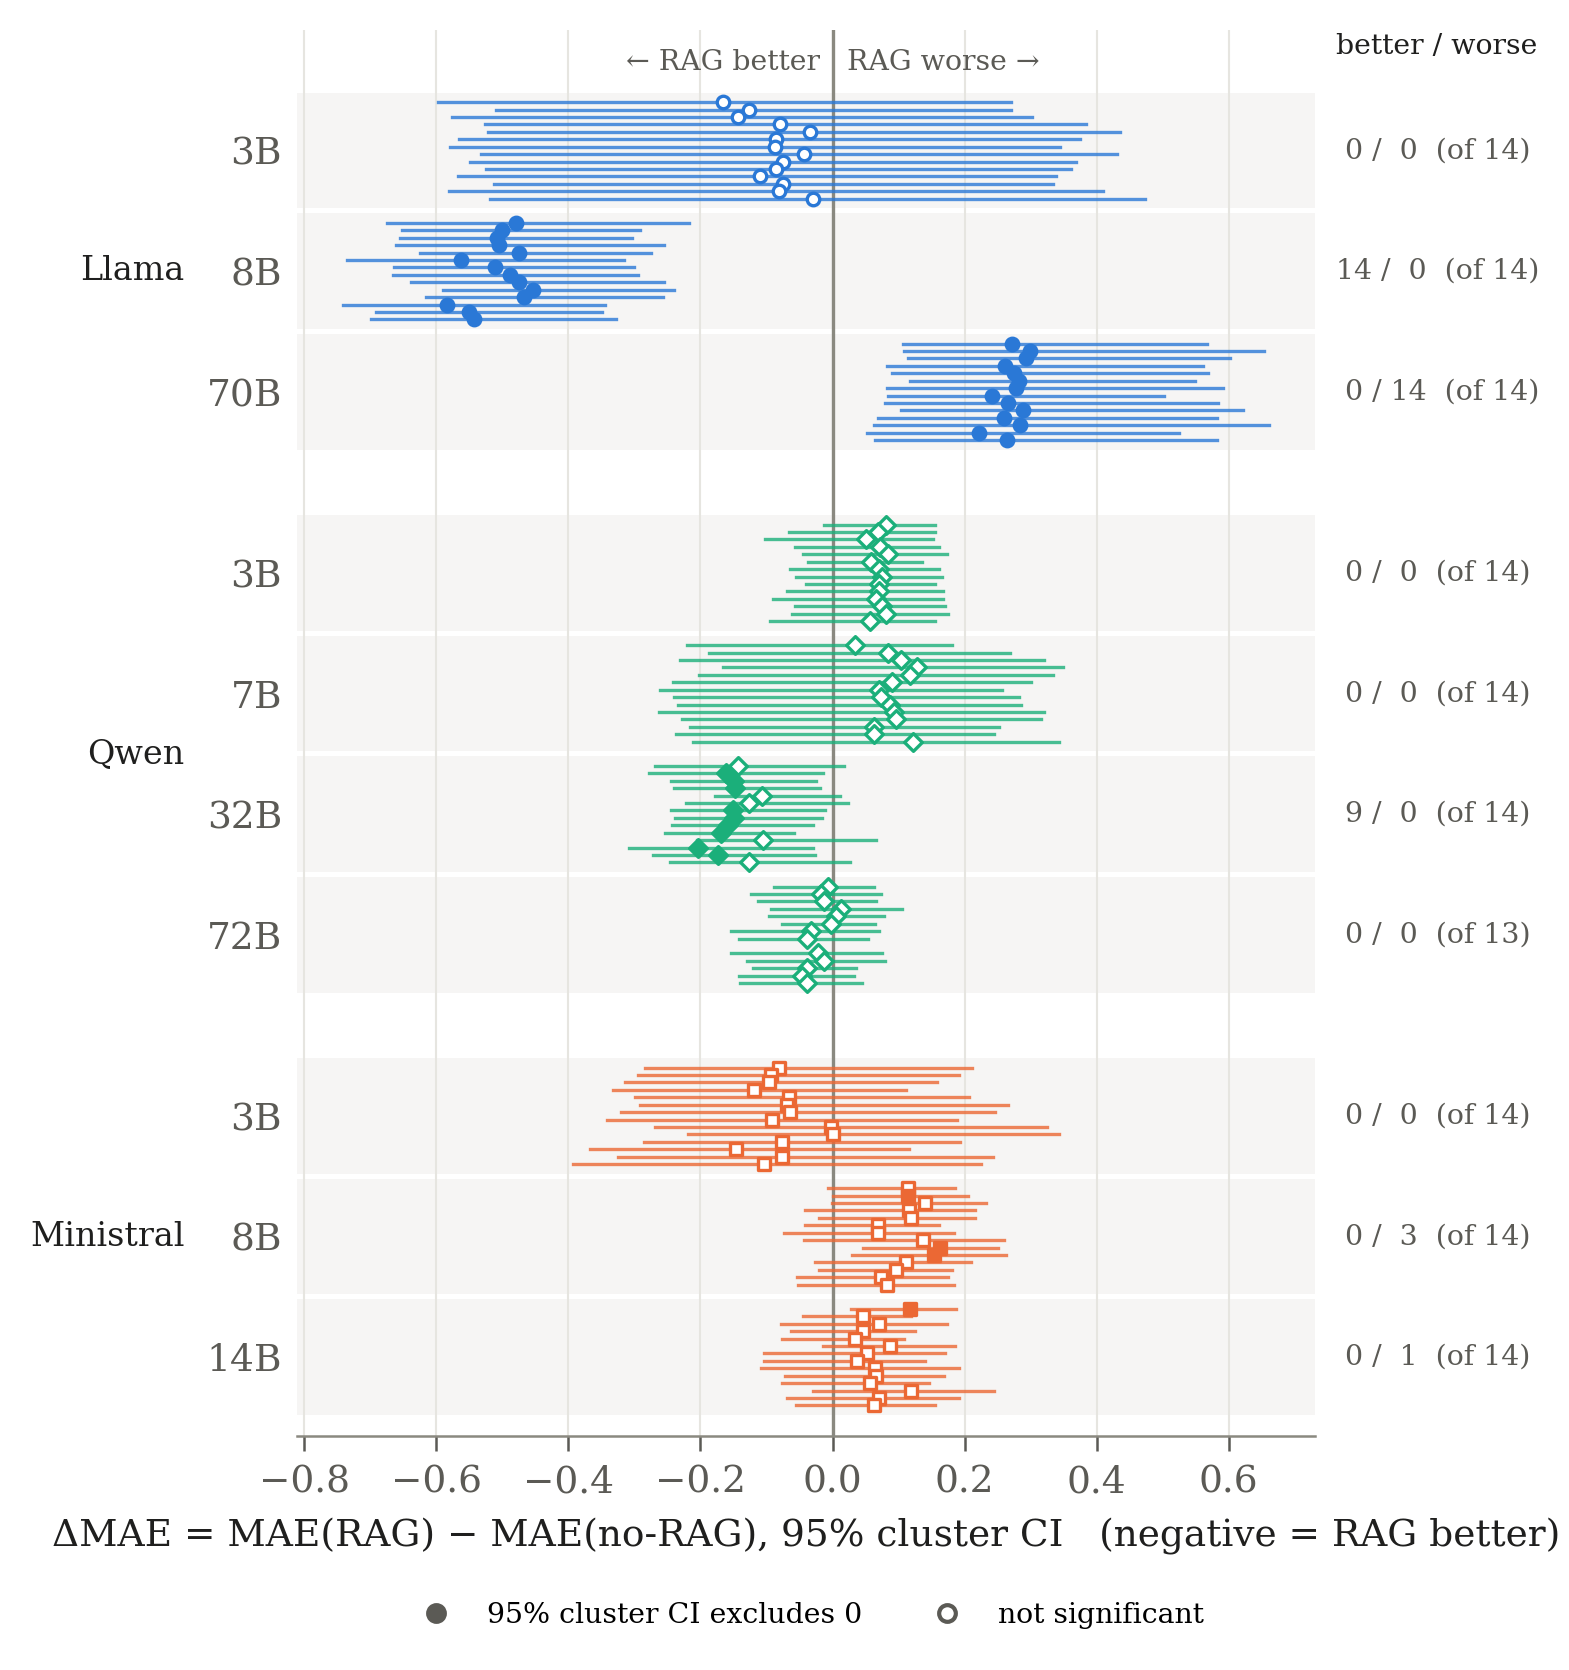 better / worse
← RAG better RAG worse →
3B 0 / 0 (of 14)
Llama 8B 14 / 0 (of 14)
70B 0 / 14 (of 14)
3B 0 / 0 (of 14)
7B 0 / 0 (of 14)
Qwen
32B 9 / 0 (of 14)
72B 0 / 0 (of 13)
3B 0 / 0 (of 14)
Ministral 8B 0 / 3 (of 14)
14B 0 / 1 (of 14)
−0.8 −0.6 −0.4 −0.2 0.0 0.2 0.4 0.6
ΔMAE = MAE(RAG) − MAE(no-RAG), 95% cluster CI (negative = RAG better)
95% cluster CI excludes 0 not significant